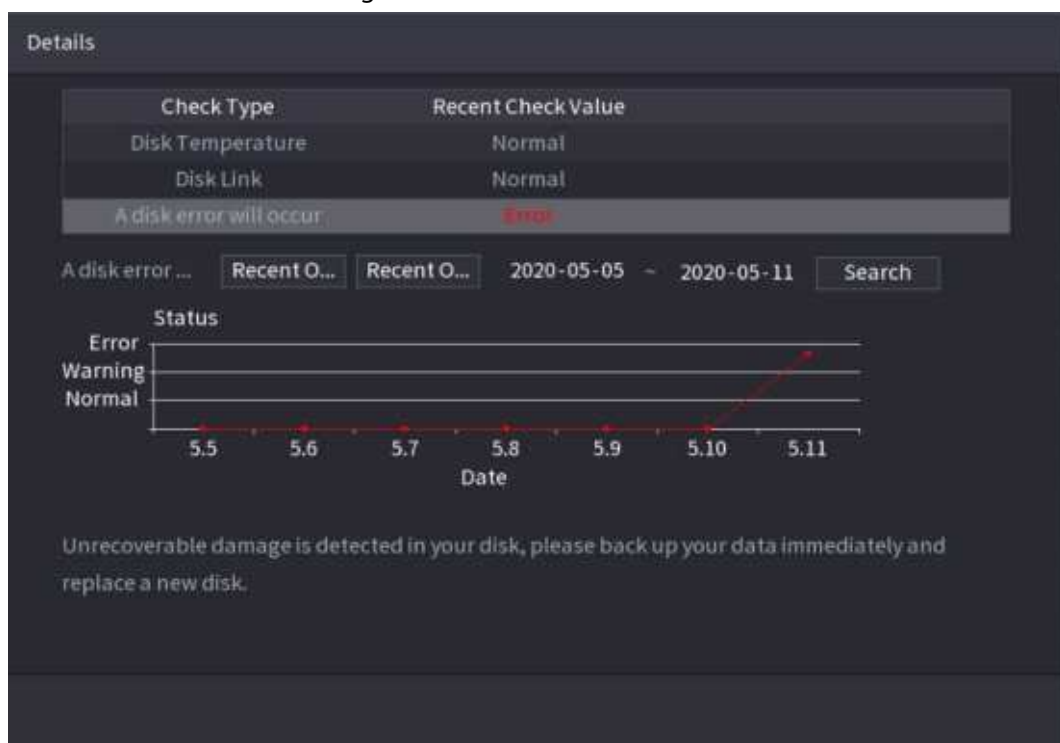 Details
Check Type Recent Check Value
Disk Temperature Normal
Disk Link Normal
A disk error will occur Error
A disk error ... Recent O... Recent O... 2020-05-05 ~ 2020-05-11 Search
Status
Error
Warning
Normal
5.5 5.6 5.7 5.8 5.9 5.10 5.11
Date
Unrecoverable damage is detected in your disk, please back up your data immediately and
replace a new disk.